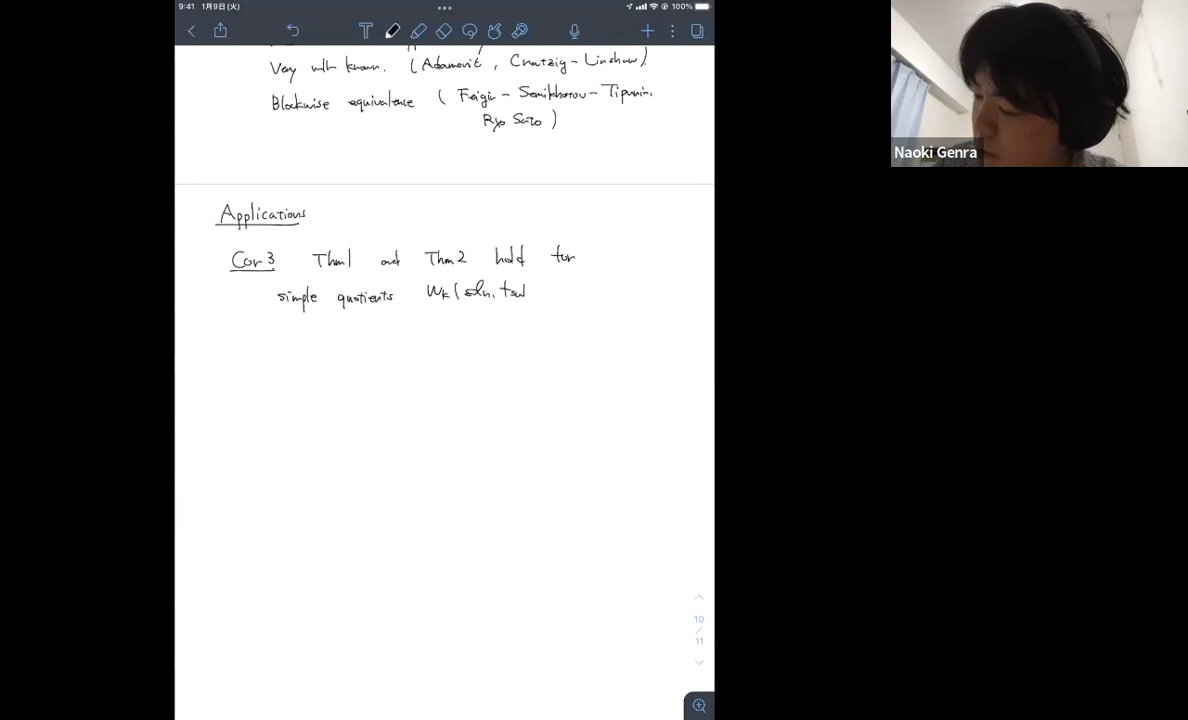 9:41 1月9日(火)
100%
Very well known. (Adamović, Creutzig-Linshaw).
Blockwise equivalence (Feigin-Semikhatov-Tipunin,
Ryo Sato)
Applications
Cor 3 Thm1 and Thm2 hold for
simple quotients Wk(sln, fsub
10
/
11
Naoki Genra